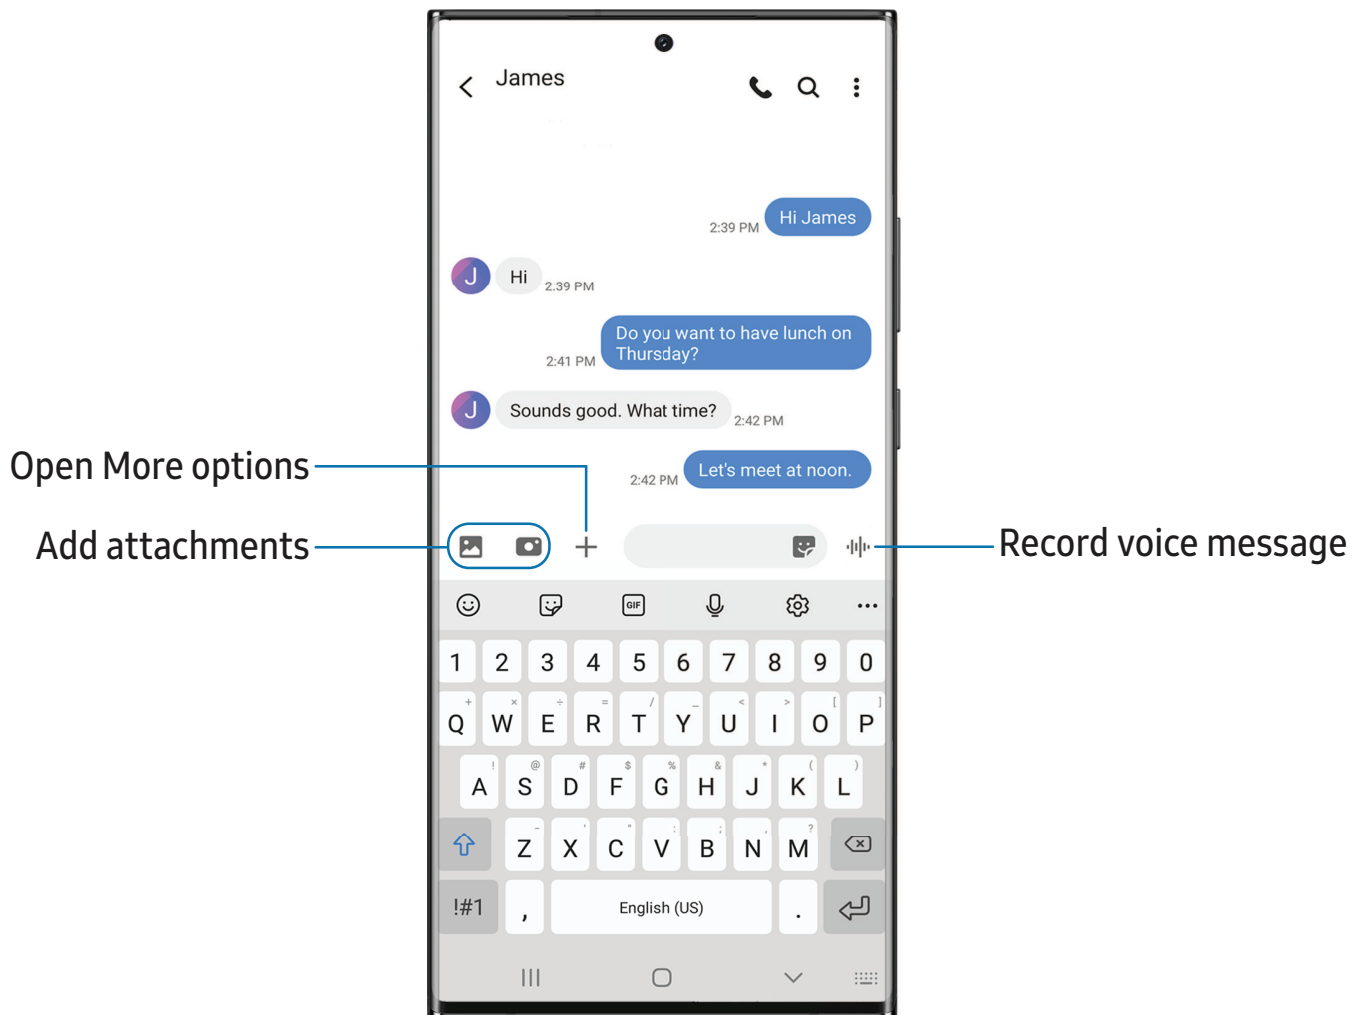 James
Hi James
2:39 PM
J
Hi
2.39 PM
Do you want to have lunch on
Thursday?
2:41 PM
J
Sounds good. What time?
2:42 PM
Let's meet at noon.
2:42 PM
Open More options
Add attachments
Record voice message
GIF
1 2 3 4 5 6 7 8 9 0
+ × ÷ = / _ < > [ ]
Q W E R T Y U I O P
! @ # $ % & * ( )
A S D F G H J K L
- ' " : ; , ?
Z X C V B N M
!#1 , English (US) .